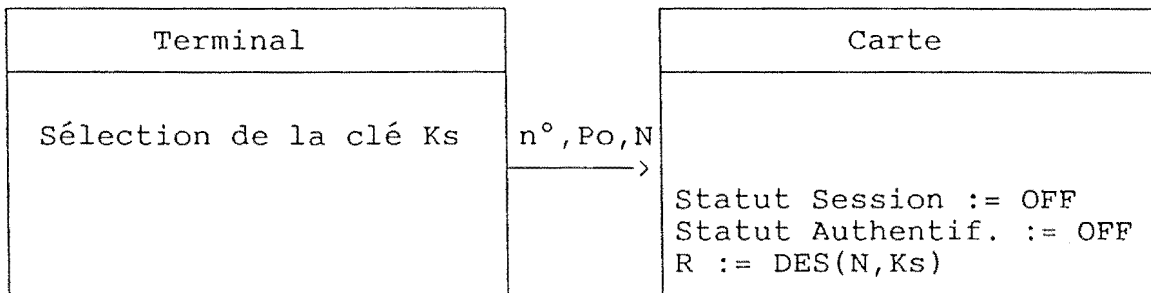 Terminal
Carte
Sélection de la clé Ks
n°,Po,N
Statut Session := OFF
Statut Authentif. := OFF
R := DES(N,Ks)